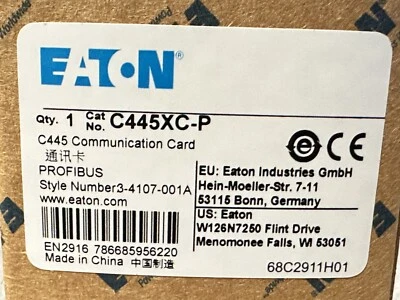 EATON
Qty. 1 Cat No. C445XC-P
C445 Communication Card
通讯卡
PROFIBUS
Style Number3-4107-001A
www.eaton.com
EN2916 786685956220
Made in China 中国制造
EU: Eaton Industries GmbH
Hein-Moeller-Str. 7-11
53115 Bonn, Germany
US: Eaton
W126N7250 Flint Drive
Menomonee Falls, WI 53051
68C2911H01